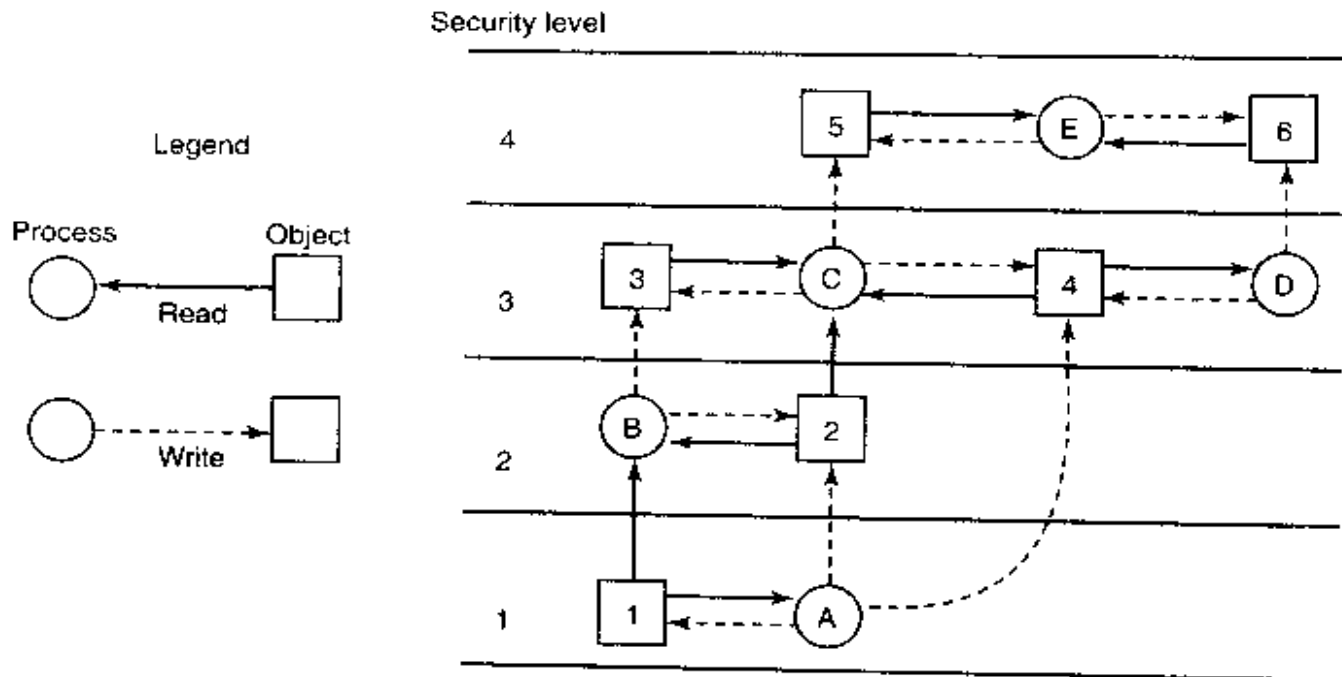 Security level
Legend
Process
Object
Read
Write
4
5
E
6
3
3
C
4
D
2
B
2
1
1
A